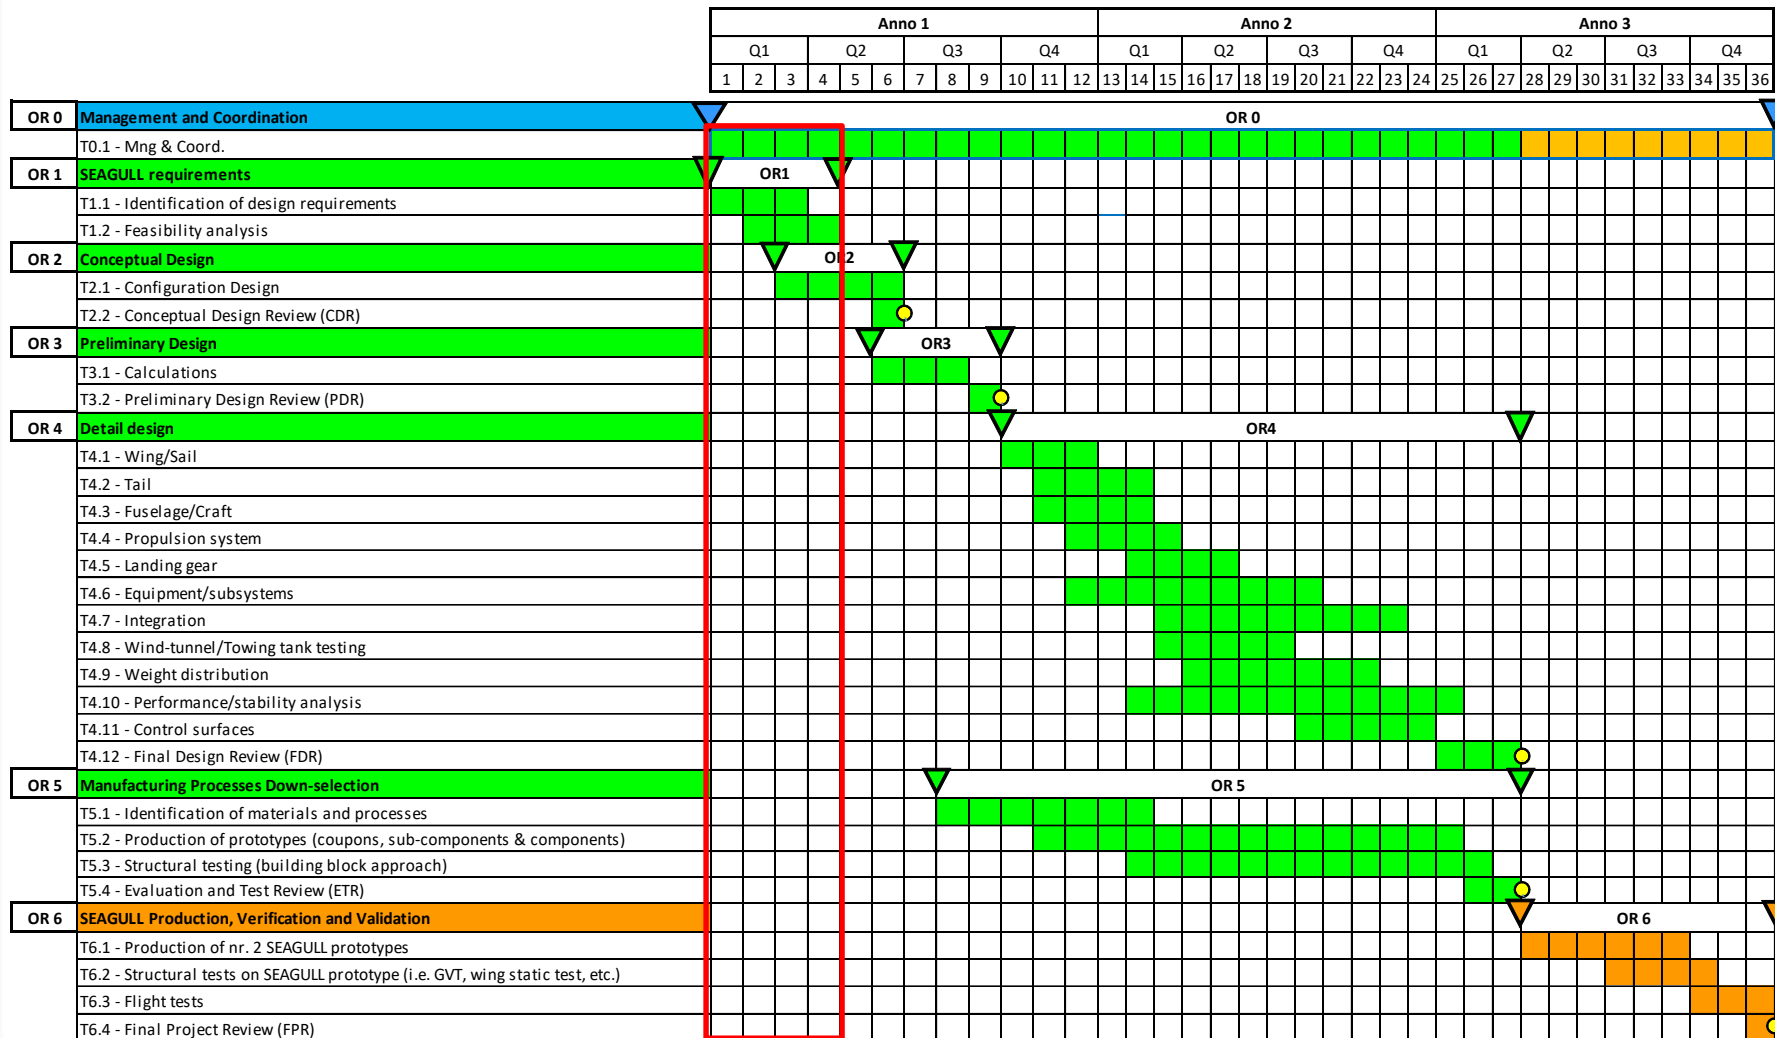 Anno 1 Anno 2 Anno 3
Q1 Q2 Q3 Q4 Q1 Q2 Q3 Q4 Q1 Q2 Q3 Q4
1 2 3 4 5 6 7 8 9 10 11 12 13 14 15 16 17 18 19 20 21 22 23 24 25 26 27 28 29 30 31 32 33 34 35 36
OR 0 Management and Coordination OR 0
T0.1 - Mng & Coord.
OR 1 SEAGULL requirements OR1
T1.1 - Identification of design requirements
T1.2 - Feasibility analysis
OR 2 Conceptual Design OR2
T2.1 - Configuration Design
T2.2 - Conceptual Design Review (CDR)
OR 3 Preliminary Design OR3
T3.1 - Calculations
T3.2 - Preliminary Design Review (PDR)
OR 4 Detail design OR4
T4.1 - Wing/Sail
T4.2 - Tail
T4.3 - Fuselage/Craft
T4.4 - Propulsion system
T4.5 - Landing gear
T4.6 - Equipment/subsystems
T4.7 - Integration
T4.8 - Wind-tunnel/Towing tank testing
T4.9 - Weight distribution
T4.10 - Performance/stability analysis
T4.11 - Control surfaces
T4.12 - Final Design Review (FDR)
OR 5 Manufacturing Processes Down-selection OR 5
T5.1 - Identification of materials and processes
T5.2 - Production of prototypes (coupons, sub-components & components)
T5.3 - Structural testing (building block approach)
T5.4 - Evaluation and Test Review (ETR)
OR 6 SEAGULL Production, Verification and Validation OR 6
T6.1 - Production of nr. 2 SEAGULL prototypes
T6.2 - Structural tests on SEAGULL prototype (i.e. GVT, wing static test, etc.)
T6.3 - Flight tests
T6.4 - Final Project Review (FPR)